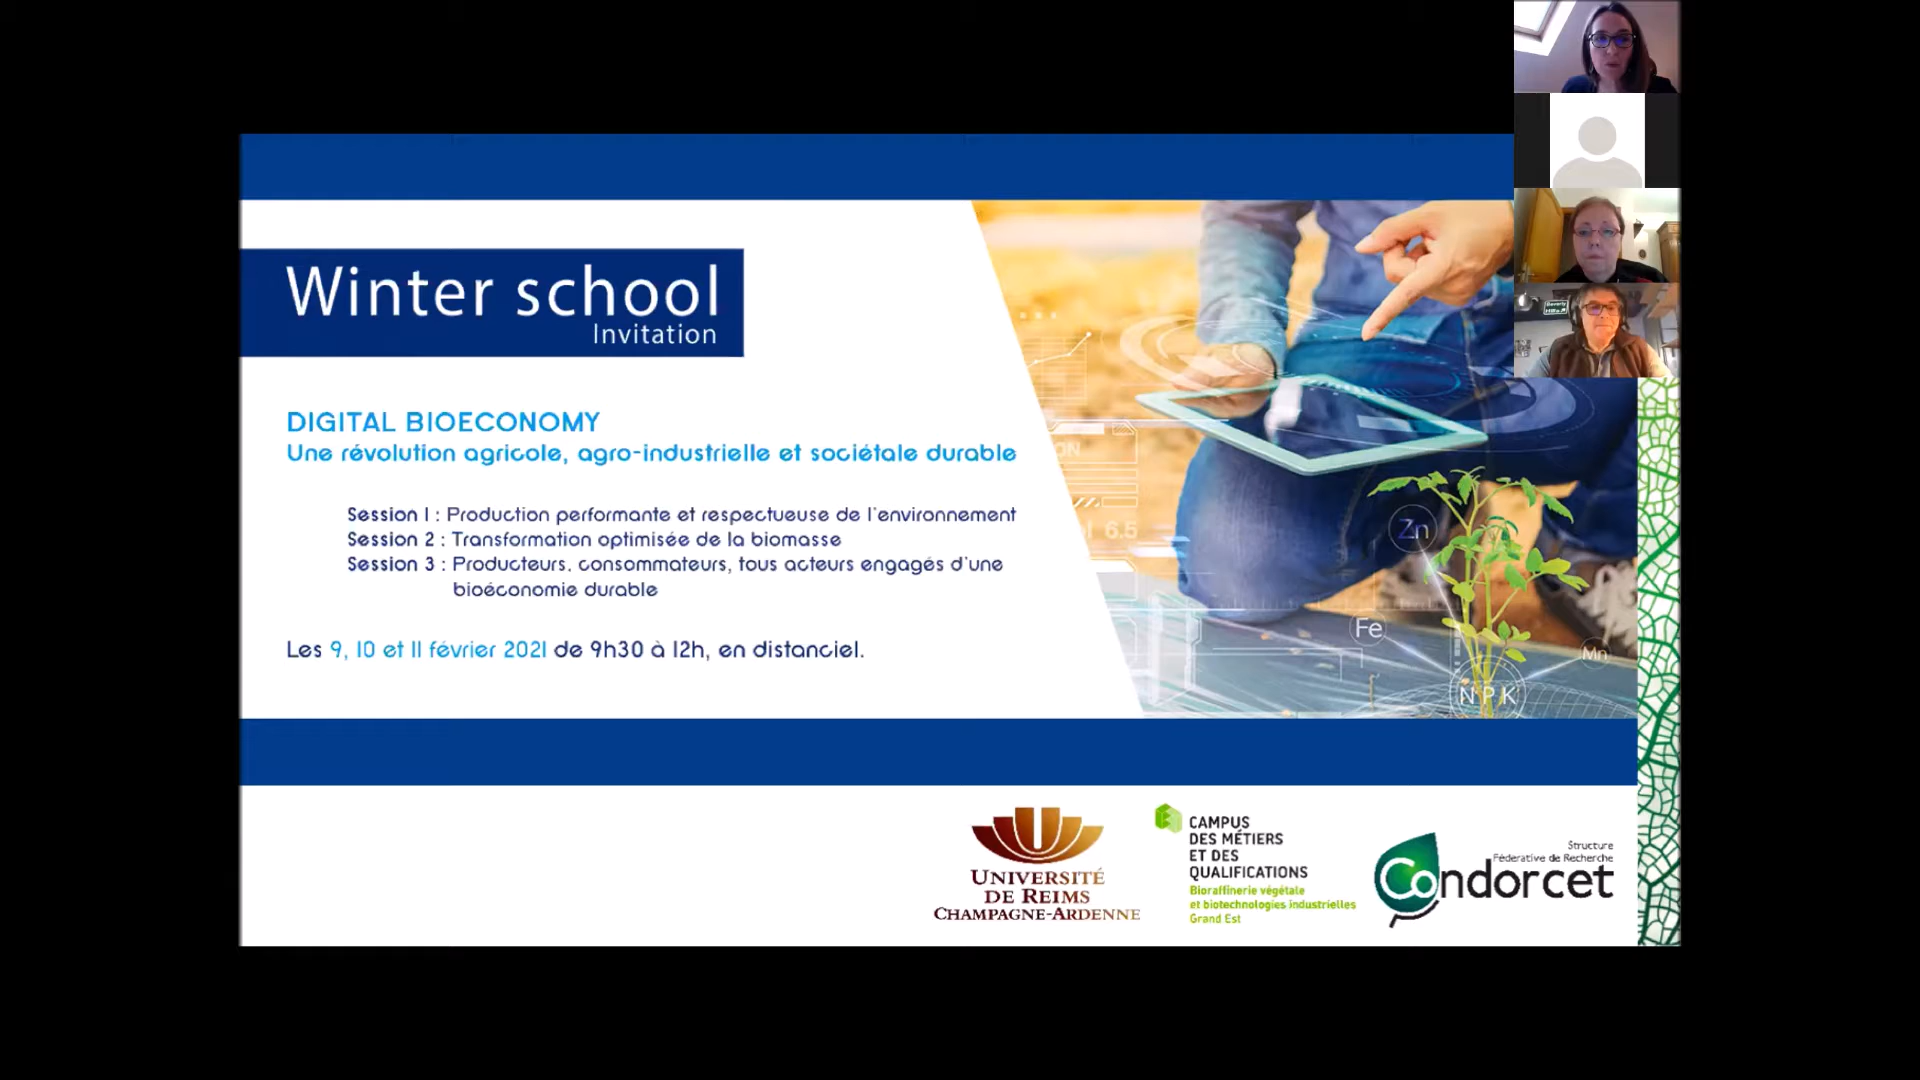 Winter school
Invitation
DIGITAL BIOECONOMY
Une révolution agricole, agro-industrielle et sociétale durable
Session 1 : Production performante et respectueuse de l'environnement
Session 2 : Transformation optimisée de la biomasse
Session 3 : Producteurs, consommateurs, tous acteurs engagés d'une
bioéconomie durable
Les 9, 10 et 11 février 2021 de 9h30 à 12h, en distanciel.
6.5
Zn
Fe
Mn
N P K
UNIVERSITÉ
DE REIMS
CHAMPAGNE-ARDENNE
CAMPUS
DES MÉTIERS
ET DES
QUALIFICATIONS
Bioraffinerie végétale
et biotechnologies industrielles
Grand Est
Structure
Féderative de Recherche
Condorcet